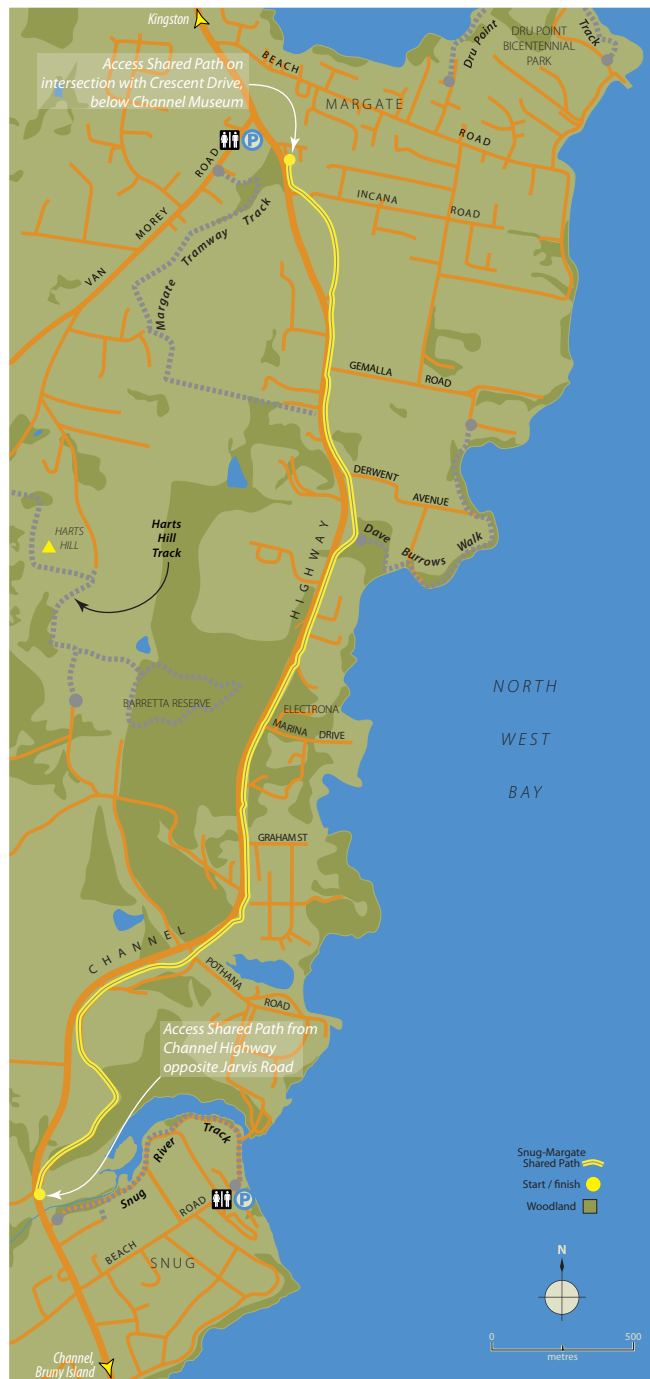 Kingston
Access Shared Path on
intersection with Crescent Drive,
below Channel Museum
BEACH
ROAD
MARGATE
Dru Point
Track
DRU POINT
BICENTENNIAL
PARK
P
VAN MOREY ROAD
Margate Tramway Track
INCANA ROAD
GEMALLA ROAD
DERWENT
AVENUE
Dave Burrows Walk
HARTS
HILL
Harts
Hill
Track
HIGHWAY
BARRETTA RESERVE
ELECTRONA
MARINA DRIVE
NORTH
WEST
BAY
GRAHAM ST
CHANNEL
POTHANA
ROAD
Access Shared Path from
Channel Highway
opposite Jarvis Road
Snug River Track
BEACH ROAD
P
SNUG
Snug-Margate
Shared Path
Start / finish
Woodland
N
0 500
metres
Channel,
Bruny Island